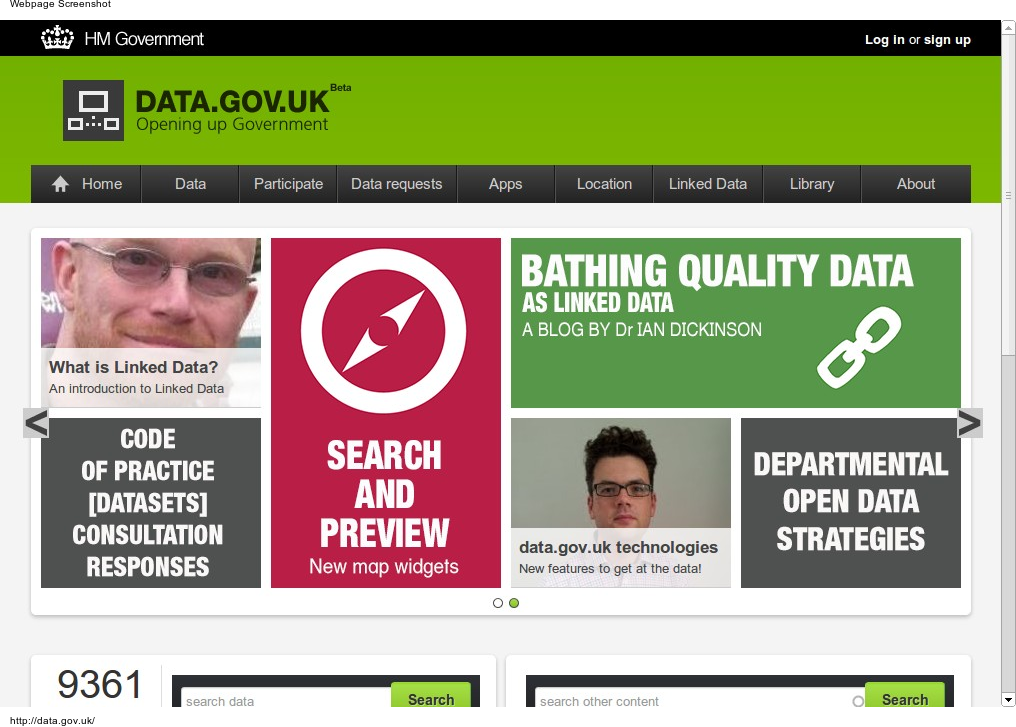 Webpage Screenshot
HM Government
Log in or sign up
DATA.GOV.UK Beta
Opening up Government
Home Data Participate Data requests Apps Location Linked Data Library About
What is Linked Data?
An introduction to Linked Data
CODE
OF PRACTICE
[DATASETS]
CONSULTATION
RESPONSES
SEARCH
AND
PREVIEW
New map widgets
BATHING QUALITY DATA
AS LINKED DATA
A BLOG BY Dr IAN DICKINSON
data.gov.uk technologies
New features to get at the data!
DEPARTMENTAL
OPEN DATA
STRATEGIES
<
>
9361
search data Search
search other content Search
http://data.gov.uk/